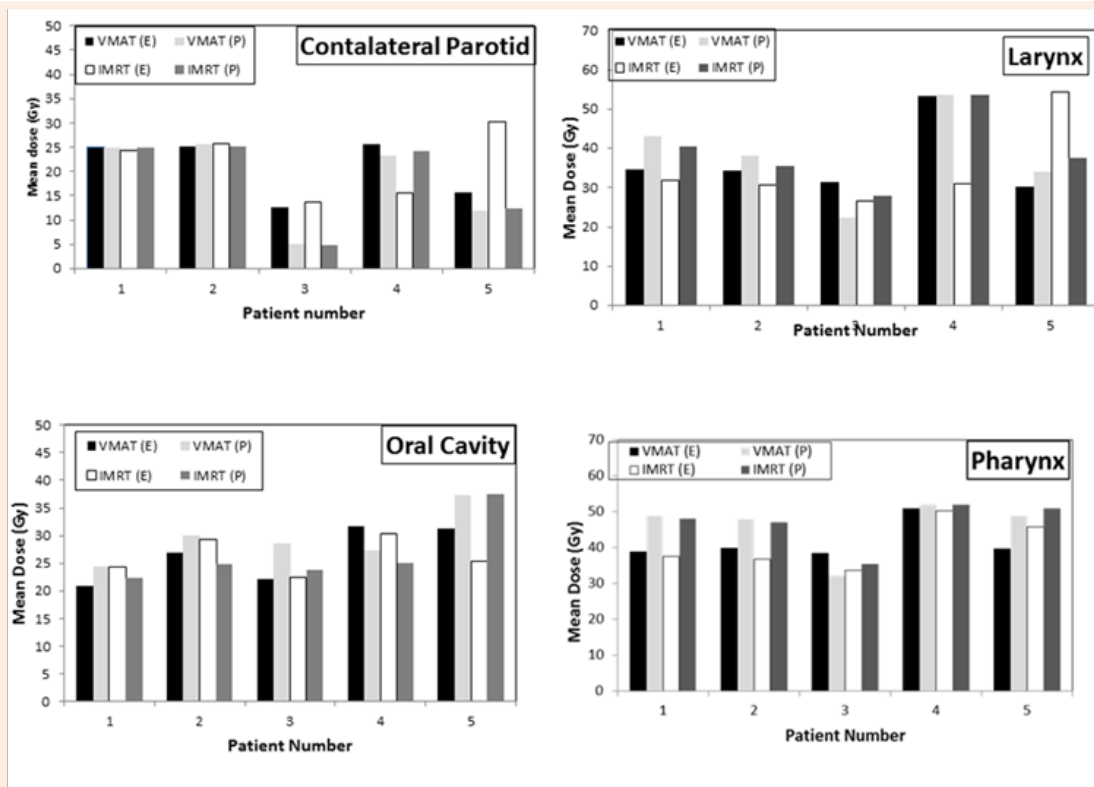 Contalateral Parotid
VMAT (E) VMAT (P)
IMRT (E) IMRT (P)
Mean dose (Gy)
50
45
40
35
30
25
20
15
10
5
0
1 2 3 4 5
Patient number
Larynx
VMAT (E) VMAT (P)
IMRT (E) IMRT (P)
Mean Dose (Gy)
70
60
50
40
30
20
10
0
1 2 3 4 5
Patient Number
Oral Cavity
VMAT (E) VMAT (P)
IMRT (E) IMRT (P)
Mean Dose (Gy)
50
45
40
35
30
25
20
15
10
5
0
1 2 3 4 5
Patient Number
Pharynx
VMAT (E) VMAT (P)
IMRT (E) IMRT (P)
Mean Dose (Gy)
70
60
50
40
30
20
10
0
1 2 3 4 5
Patient Number